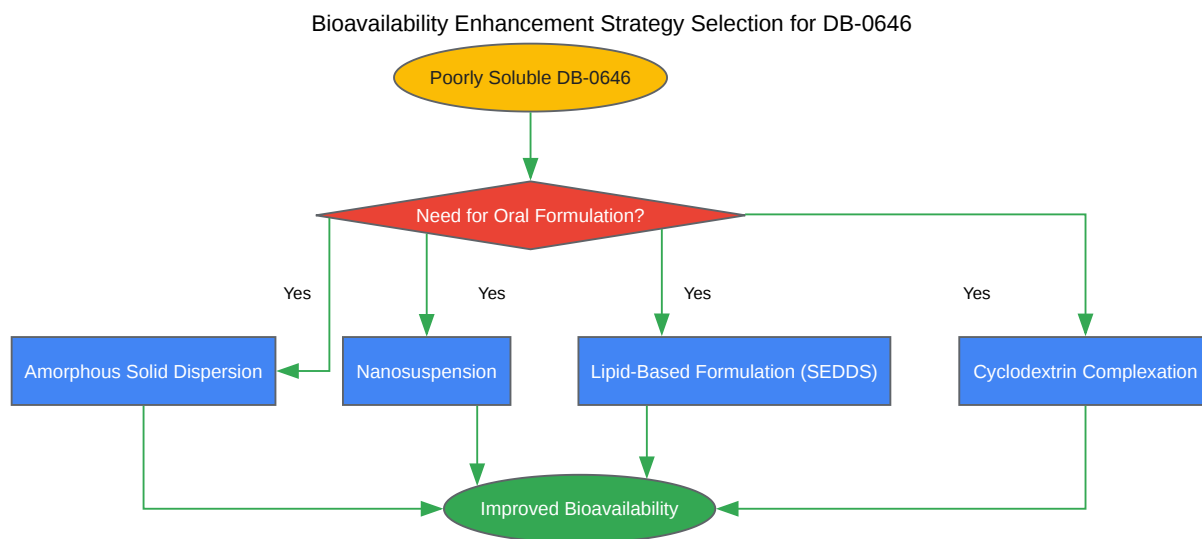 Bioavailability Enhancement Strategy Selection for DB-0646
Poorly Soluble DB-0646
Need for Oral Formulation?
Yes
Yes
Yes
Yes
Amorphous Solid Dispersion
Nanosuspension
Lipid-Based Formulation (SEDDS)
Cyclodextrin Complexation
Improved Bioavailability